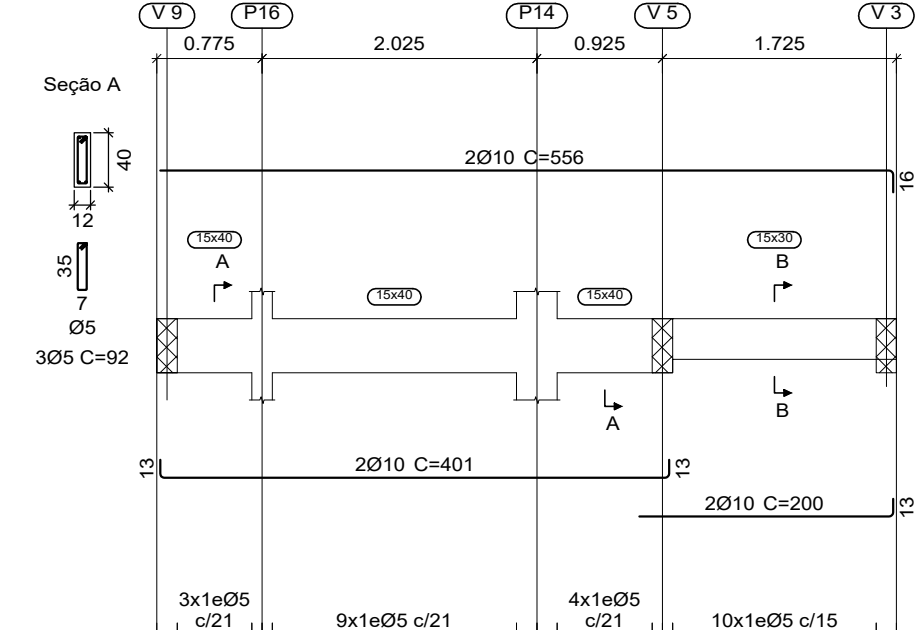 V 9 P16 P14 V 5 V 3
0.775 2.025 0.925 1.725
Seção A
40
12
35
7
Ø5
3Ø5 C=92
2Ø10 C=556
16
15x40
A
15x40
15x40
15x30
B
A
B
13
2Ø10 C=401
13
2Ø10 C=200
13
3x1eØ5
c/21
9x1eØ5 c/21
4x1eØ5
c/21
10x1eØ5 c/15